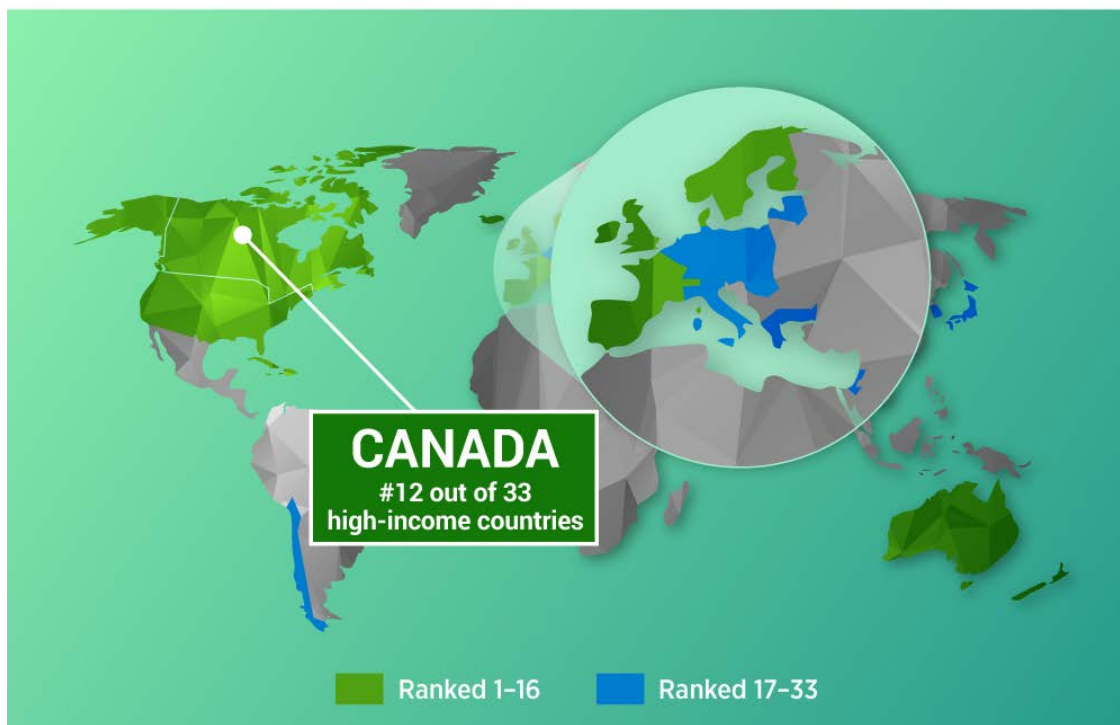 CANADA
#12 out of 33
high-income countries
Ranked 1–16
Ranked 17–33